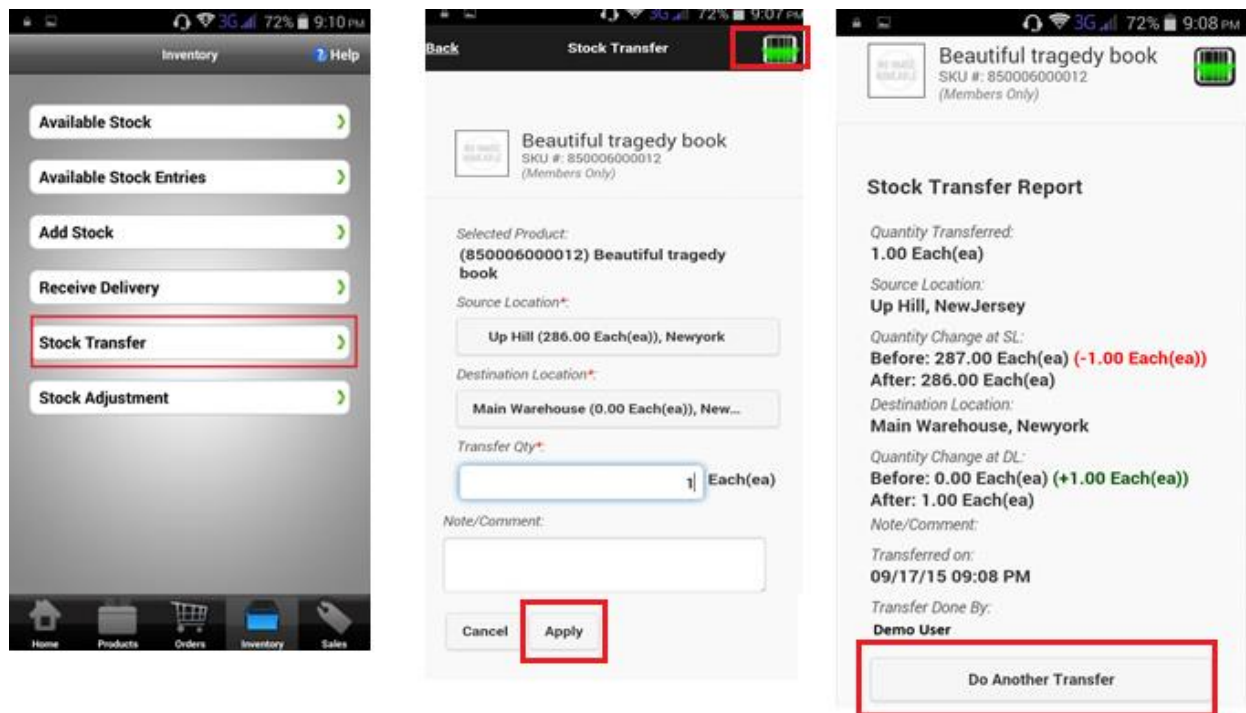 3G 72% 9:10 PM
Inventory
? Help
Available Stock
Available Stock Entries
Add Stock
Receive Delivery
Stock Transfer
Stock Adjustment
Home Products Orders Inventory Sales
3G 72% 9:07 PM
Back
Stock Transfer
Beautiful tragedy book
SKU #: 850006000012
(Members Only)
Selected Product:
(850006000012) Beautiful tragedy
book
Source Location*:
Up Hill (286.00 Each(ea)), Newyork
Destination Location*:
Main Warehouse (0.00 Each(ea)), New...
Transfer Qty*:
1 Each(ea)
Note/Comment:
Cancel Apply
3G 72% 9:08 PM
Beautiful tragedy book
SKU #: 850006000012
(Members Only)
Stock Transfer Report
Quantity Transferred:
1.00 Each(ea)
Source Location:
Up Hill, NewJersey
Quantity Change at SL:
Before: 287.00 Each(ea) (-1.00 Each(ea))
After: 286.00 Each(ea)
Destination Location:
Main Warehouse, Newyork
Quantity Change at DL:
Before: 0.00 Each(ea) (+1.00 Each(ea))
After: 1.00 Each(ea)
Note/Comment:
Transferred on:
09/17/15 09:08 PM
Transfer Done By:
Demo User
Do Another Transfer